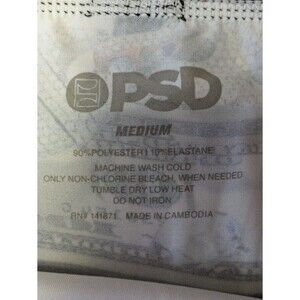 PSD
MEDIUM
90% POLYESTER | 10% ELASTANE
MACHINE WASH COLD
ONLY NON-CHLORINE BLEACH, WHEN NEEDED
TUMBLE DRY LOW HEAT
DO NOT IRON
RN# 141871 MADE IN CAMBODIA